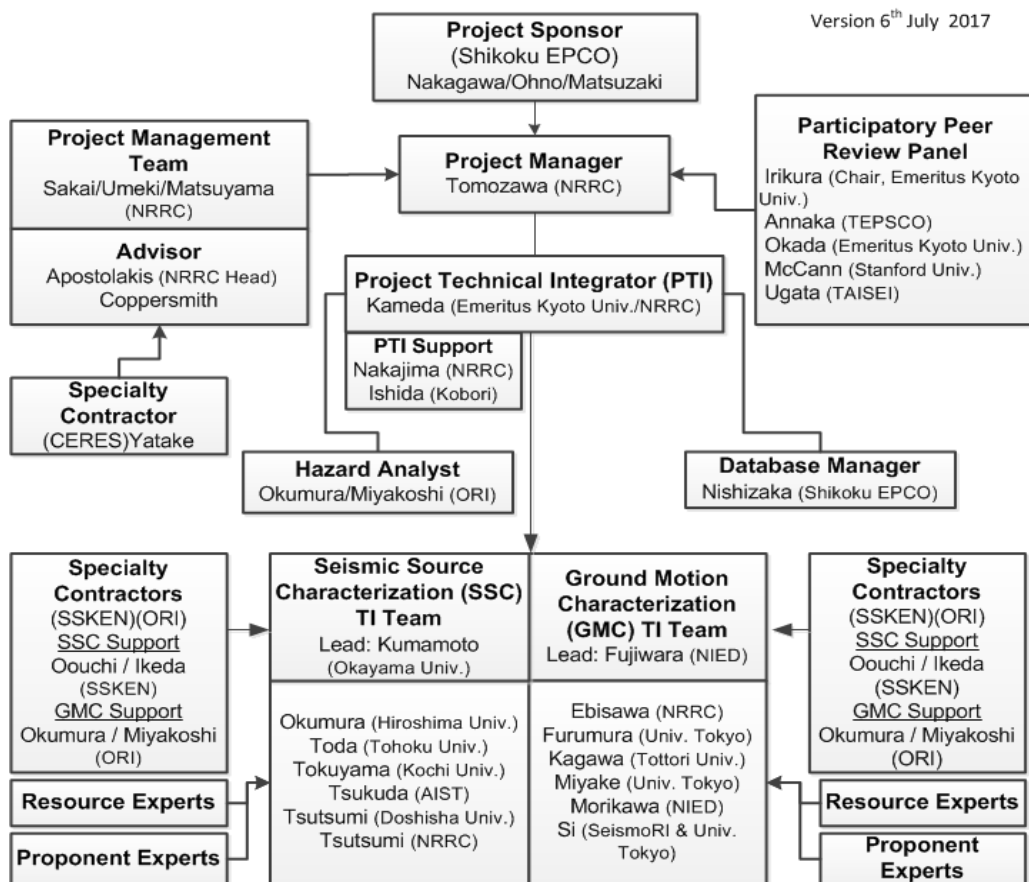 Version 6th July 2017
Project Sponsor
(Shikoku EPCO)
Nakagawa/Ohno/Matsuzaki
Project Management
Team
Sakai/Umeki/Matsuyama
(NRRC)
Advisor
Apostolakis (NRRC Head)
Coppersmith
Project Manager
Tomozawa (NRRC)
Participatory Peer
Review Panel
Irikura (Chair, Emeritus Kyoto
Univ.)
Annaka (TEPSCO)
Okada (Emeritus Kyoto Univ.)
McCann (Stanford Univ.)
Ugata (TAISEI)
Project Technical Integrator (PTI)
Kameda (Emeritus Kyoto Univ./NRRC)
PTI Support
Nakajima (NRRC)
Ishida (Kobori)
Specialty
Contractor
(CERES)Yatake
Hazard Analyst
Okumura/Miyakoshi (ORI)
Database Manager
Nishizaka (Shikoku EPCO)
Specialty
Contractors
(SSKEN)(ORI)
SSC Support
Oouchi / Ikeda
(SSKEN)
GMC Support
Okumura / Miyakoshi
(ORI)
Resource Experts
Proponent Experts
Seismic Source
Characterization (SSC)
TI Team
Lead: Kumamoto
(Okayama Univ.)
Okumura (Hiroshima Univ.)
Toda (Tohoku Univ.)
Tokuyama (Kochi Univ.)
Tsukuda (AIST)
Tsutsumi (Doshisha Univ.)
Tsutsumi (NRRC)
Ground Motion
Characterization
(GMC) TI Team
Lead: Fujiwara (NIED)
Ebisawa (NRRC)
Furumura (Univ. Tokyo)
Kagawa (Tottori Univ.)
Miyake (Univ. Tokyo)
Morikawa (NIED)
Si (SeismoRI & Univ.
Tokyo)
Specialty
Contractors
(SSKEN)(ORI)
SSC Support
Oouchi / Ikeda
(SSKEN)
GMC Support
Okumura / Miyakoshi
(ORI)
Resource Experts
Proponent
Experts